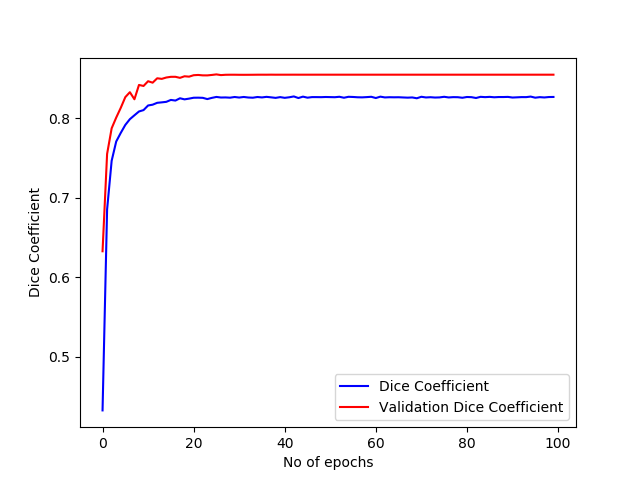 0.8
0.7
0.6
0.5
Dice Coefficient
Dice Coefficient
Validation Dice Coefficient
0 20 40 60 80 100
No of epochs